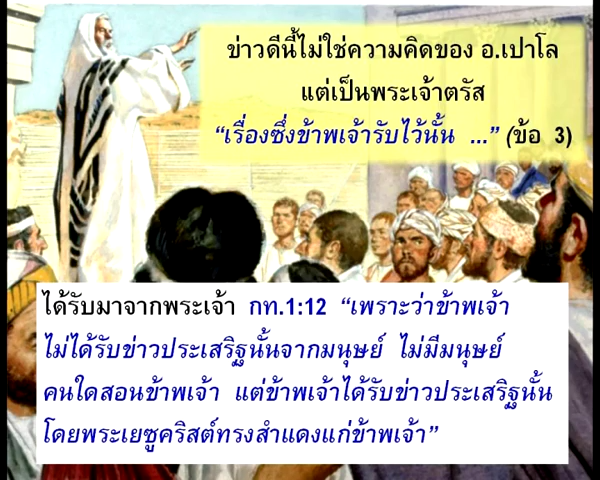 ข่าวดีนี้ไม่ใช่ความคิดของ อ.เปาโล
แต่เป็นพระเจ้าตรัส
“เรื่องซึ่งข้าพเจ้ารับไว้นั้น ...” (ข้อ 3)
ได้รับมาจากพระเจ้า กท.1:12 “เพราะว่าข้าพเจ้า
ไม่ได้รับข่าวประเสริฐนั้นจากมนุษย์ ไม่มีมนุษย์
คนใดสอนข้าพเจ้า แต่ข้าพเจ้าได้รับข่าวประเสริฐนั้น
โดยพระเยซูคริสต์ทรงสำแดงแก่ข้าพเจ้า”